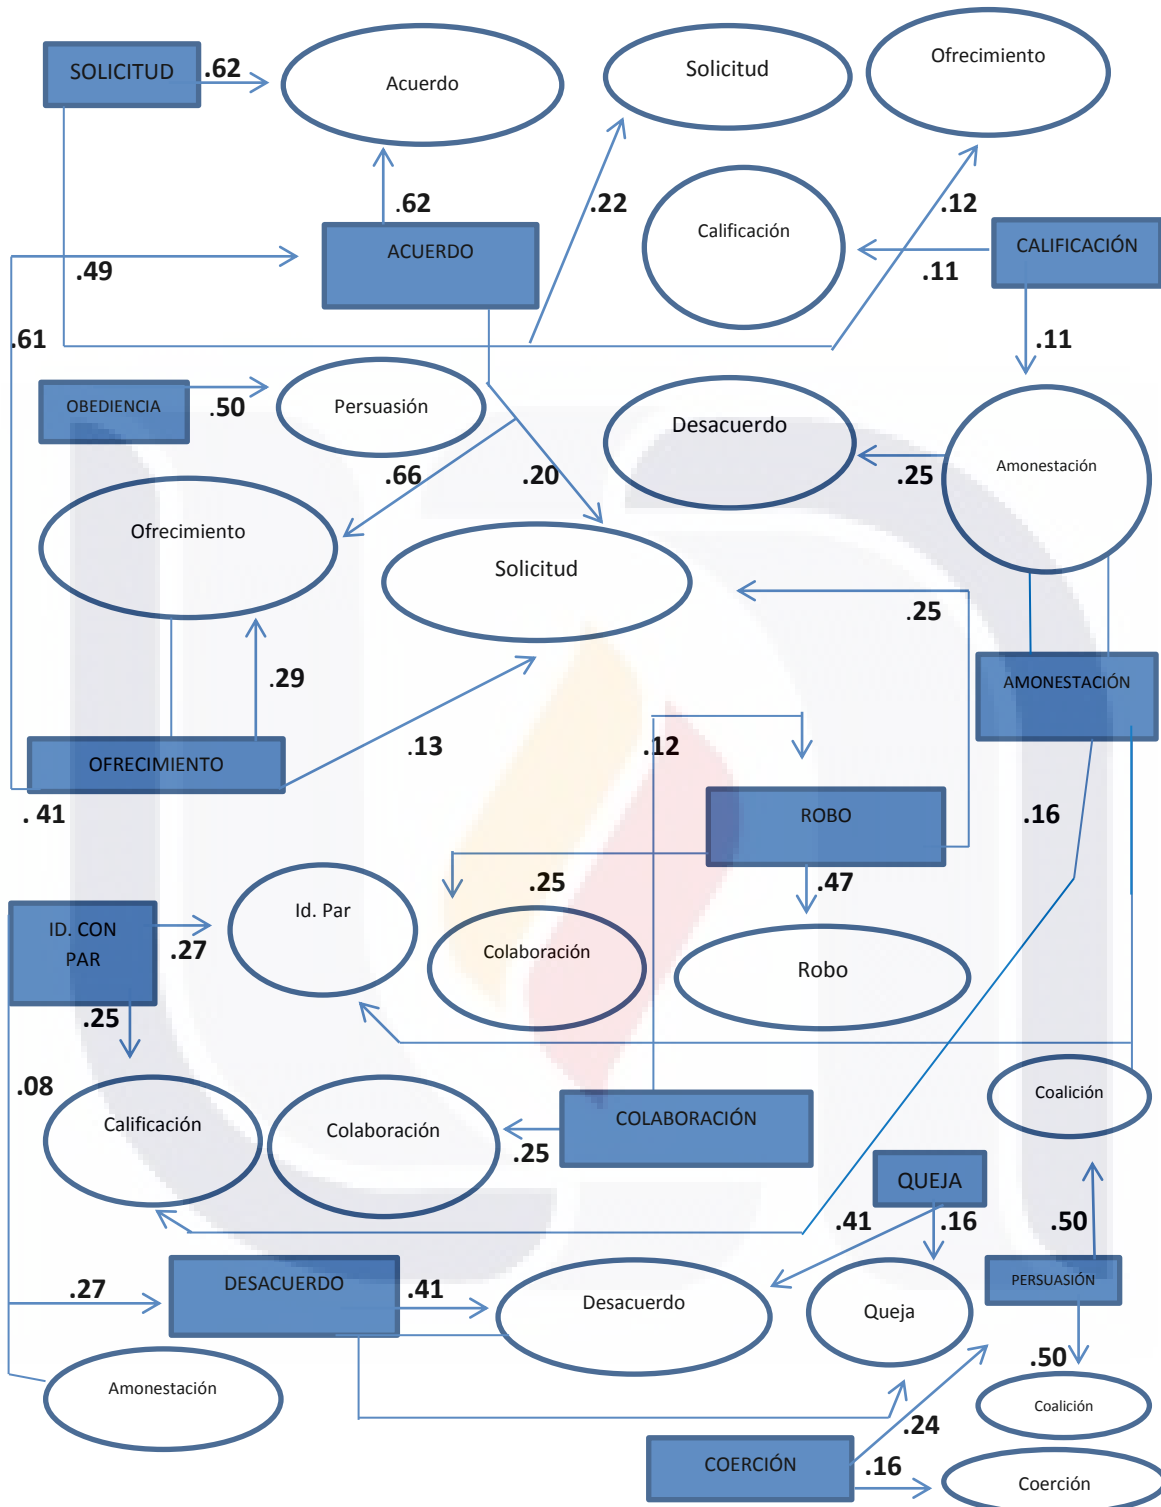 SOLICITUD
.62
Acuerdo
Solicitud
Ofrecimiento
.62
.22
Calificación
.12
.49
ACUERDO
.11
CALIFICACIÓN
.61
.11
OBEDIENCIA
.50
Persuasión
Desacuerdo
.66
.20
.25
Amonestación
Ofrecimiento
Solicitud
.25
.29
AMONESTACIÓN
OFRECIMIENTO
.13
.12
. 41
ROBO
.16
.25
.47
ID. CON
PAR
.27
Id. Par
Colaboración
Robo
.25
.08
Calificación
Colaboración
.25
COLABORACIÓN
Coalición
QUEJA
.41
.16
.50
.27
DESACUERDO
.41
Desacuerdo
Queja
PERSUASIÓN
.50
Amonestación
.24
Coalición
COERCIÓN
.16
Coerción